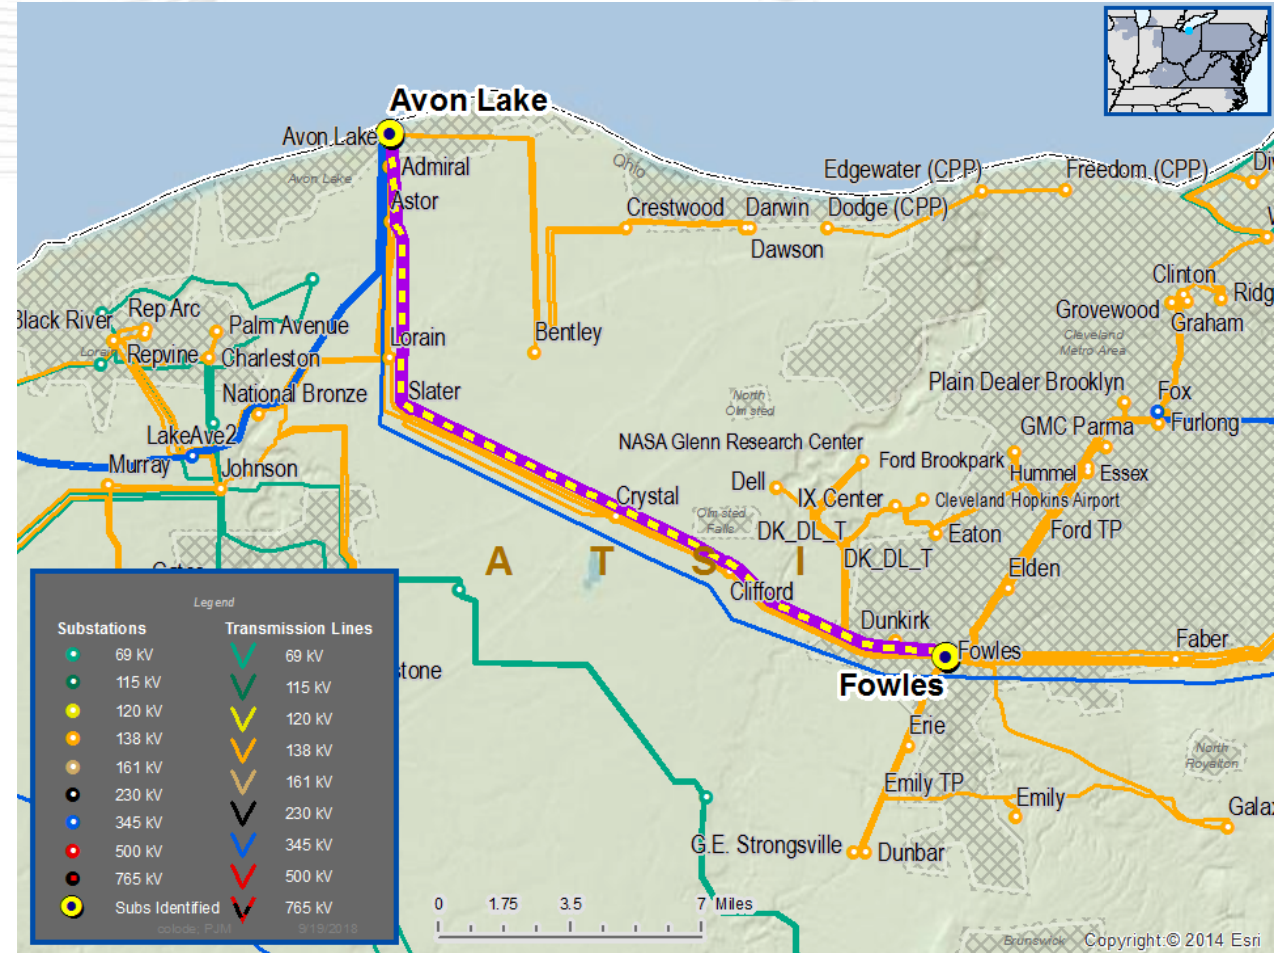 Avon Lake
Avon Lake
Admiral
Avon Lake
Astor
Ohio
Edgewater (CPP)
Freedom (CPP)
Crestwood
Darwin
Dodge (CPP)
Dawson
Clinton
Grovewood
Graham
Cleveland
Metro Area
Black River
Rep Arc
Palm Avenue
Lorain
Bentley
Lorain
Repvine
Charleston
National Bronze
Slater
North
Olmsted
Plain Dealer Brooklyn
Fox
Furlong
LakeAve2
Murray
Johnson
NASA Glenn Research Center
GMC Parma
Ford Brookpark
Hummel
Essex
Dell
IX Center
Cleveland Hopkins Airport
Crystal
Olmsted
Falls
DK_DL_T
Eaton
Ford TP
DK_DL_T
A T S I
Elden
Clifford
Dunkirk
Fowles
Faber
Fowles
Erie
North
Royalton
Emily TP
Emily
G.E. Strongsville
Dunbar
Legend
Substations
Transmission Lines
69 kV
69 kV
115 kV
115 kV
120 kV
120 kV
138 kV
138 kV
161 kV
161 kV
230 kV
230 kV
345 kV
345 kV
500 kV
500 kV
765 kV
765 kV
Subs Identified
colode, PJM
9/19/2018
0 1.75 3.5 7 Miles
Brunswick
Copyright:© 2014 Esri